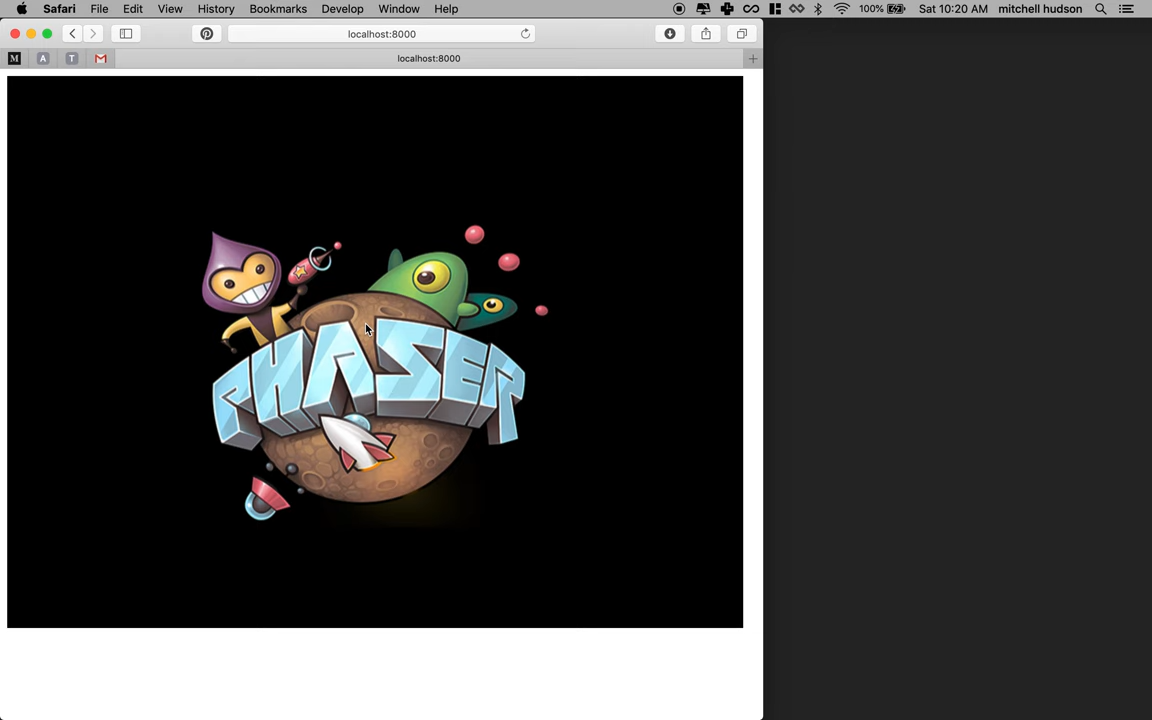 Safari File Edit View History Bookmarks Develop Window Help 100% Sat 10:20 AM mitchell hudson
localhost:8000
M A T M localhost:8000 +
PHASER